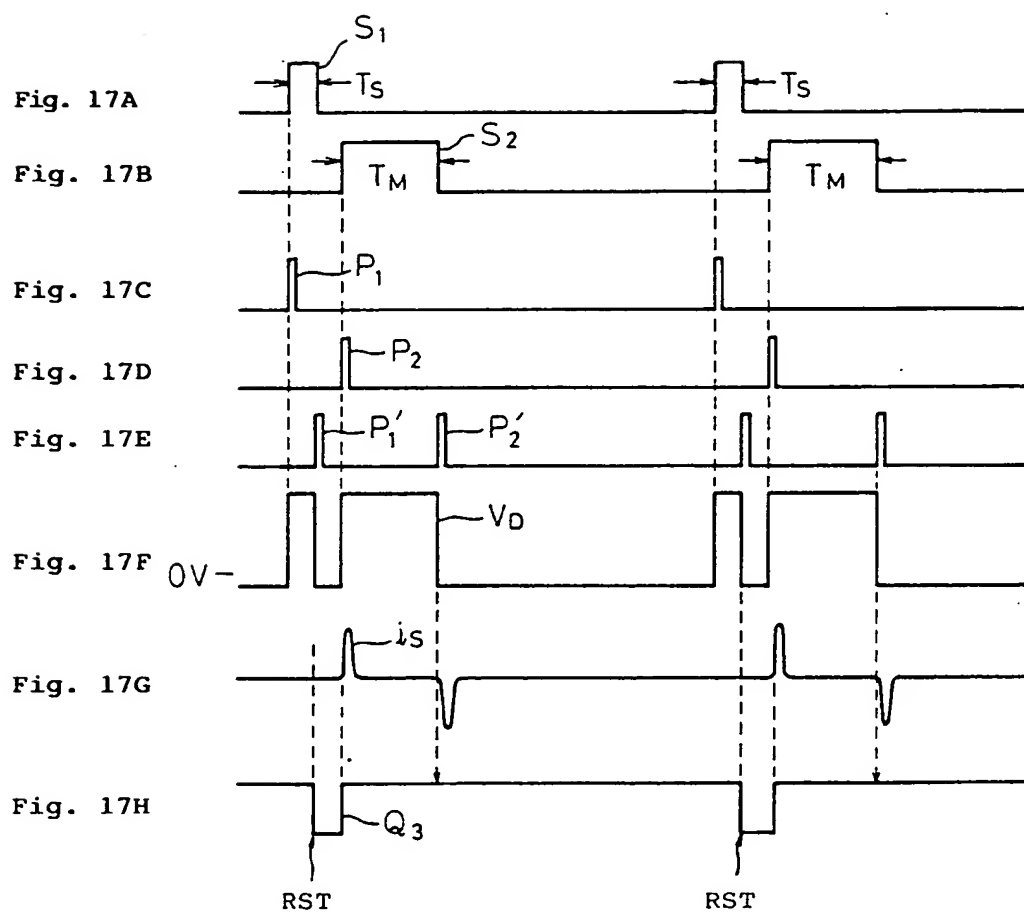 S1
Fig. 17A TS TS
S2
Fig. 17B TM TM
Fig. 17C P1
Fig. 17D P2
Fig. 17E P1′ P2′
VD
Fig. 17F 0V
iS
Fig. 17G
Fig. 17H Q3
RST RST